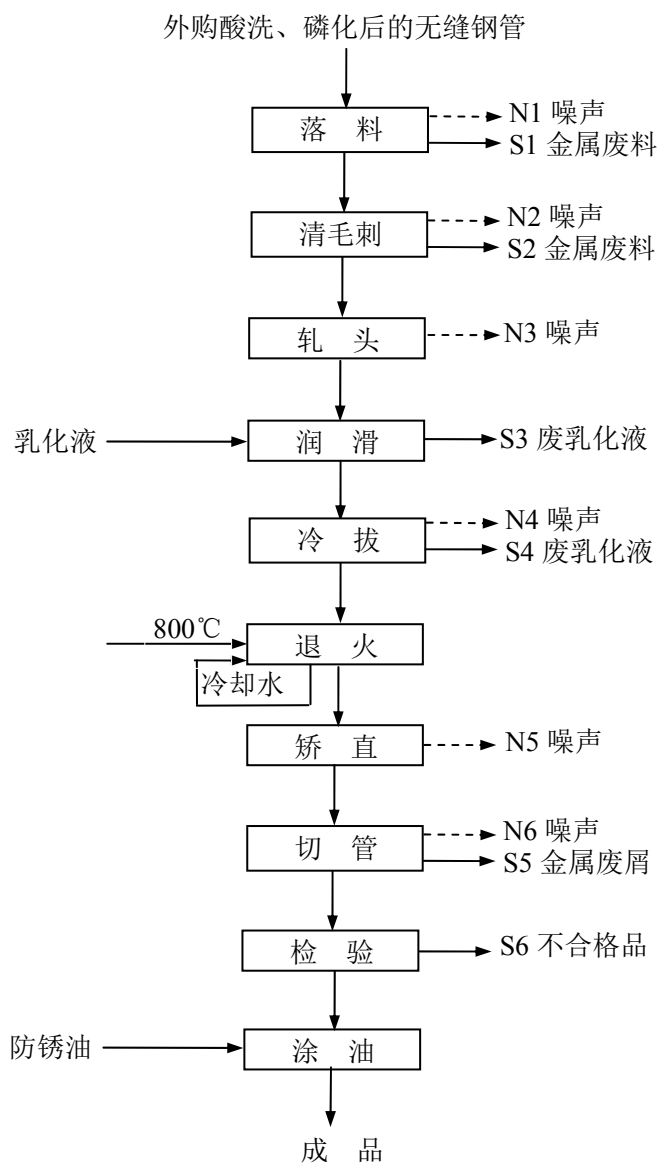 外购酸洗、磷化后的无缝钢管
N1 噪声
落 料
S1 金属废料
N2 噪声
清毛刺
S2 金属废料
轧 头
N3 噪声
乳化液
润 滑
S3 废乳化液
N4 噪声
冷 拔
S4 废乳化液
800℃
退 火
冷却水
矫 直
N5 噪声
N6 噪声
切 管
S5 金属废屑
检 验
S6 不合格品
防锈油
涂 油
成 品